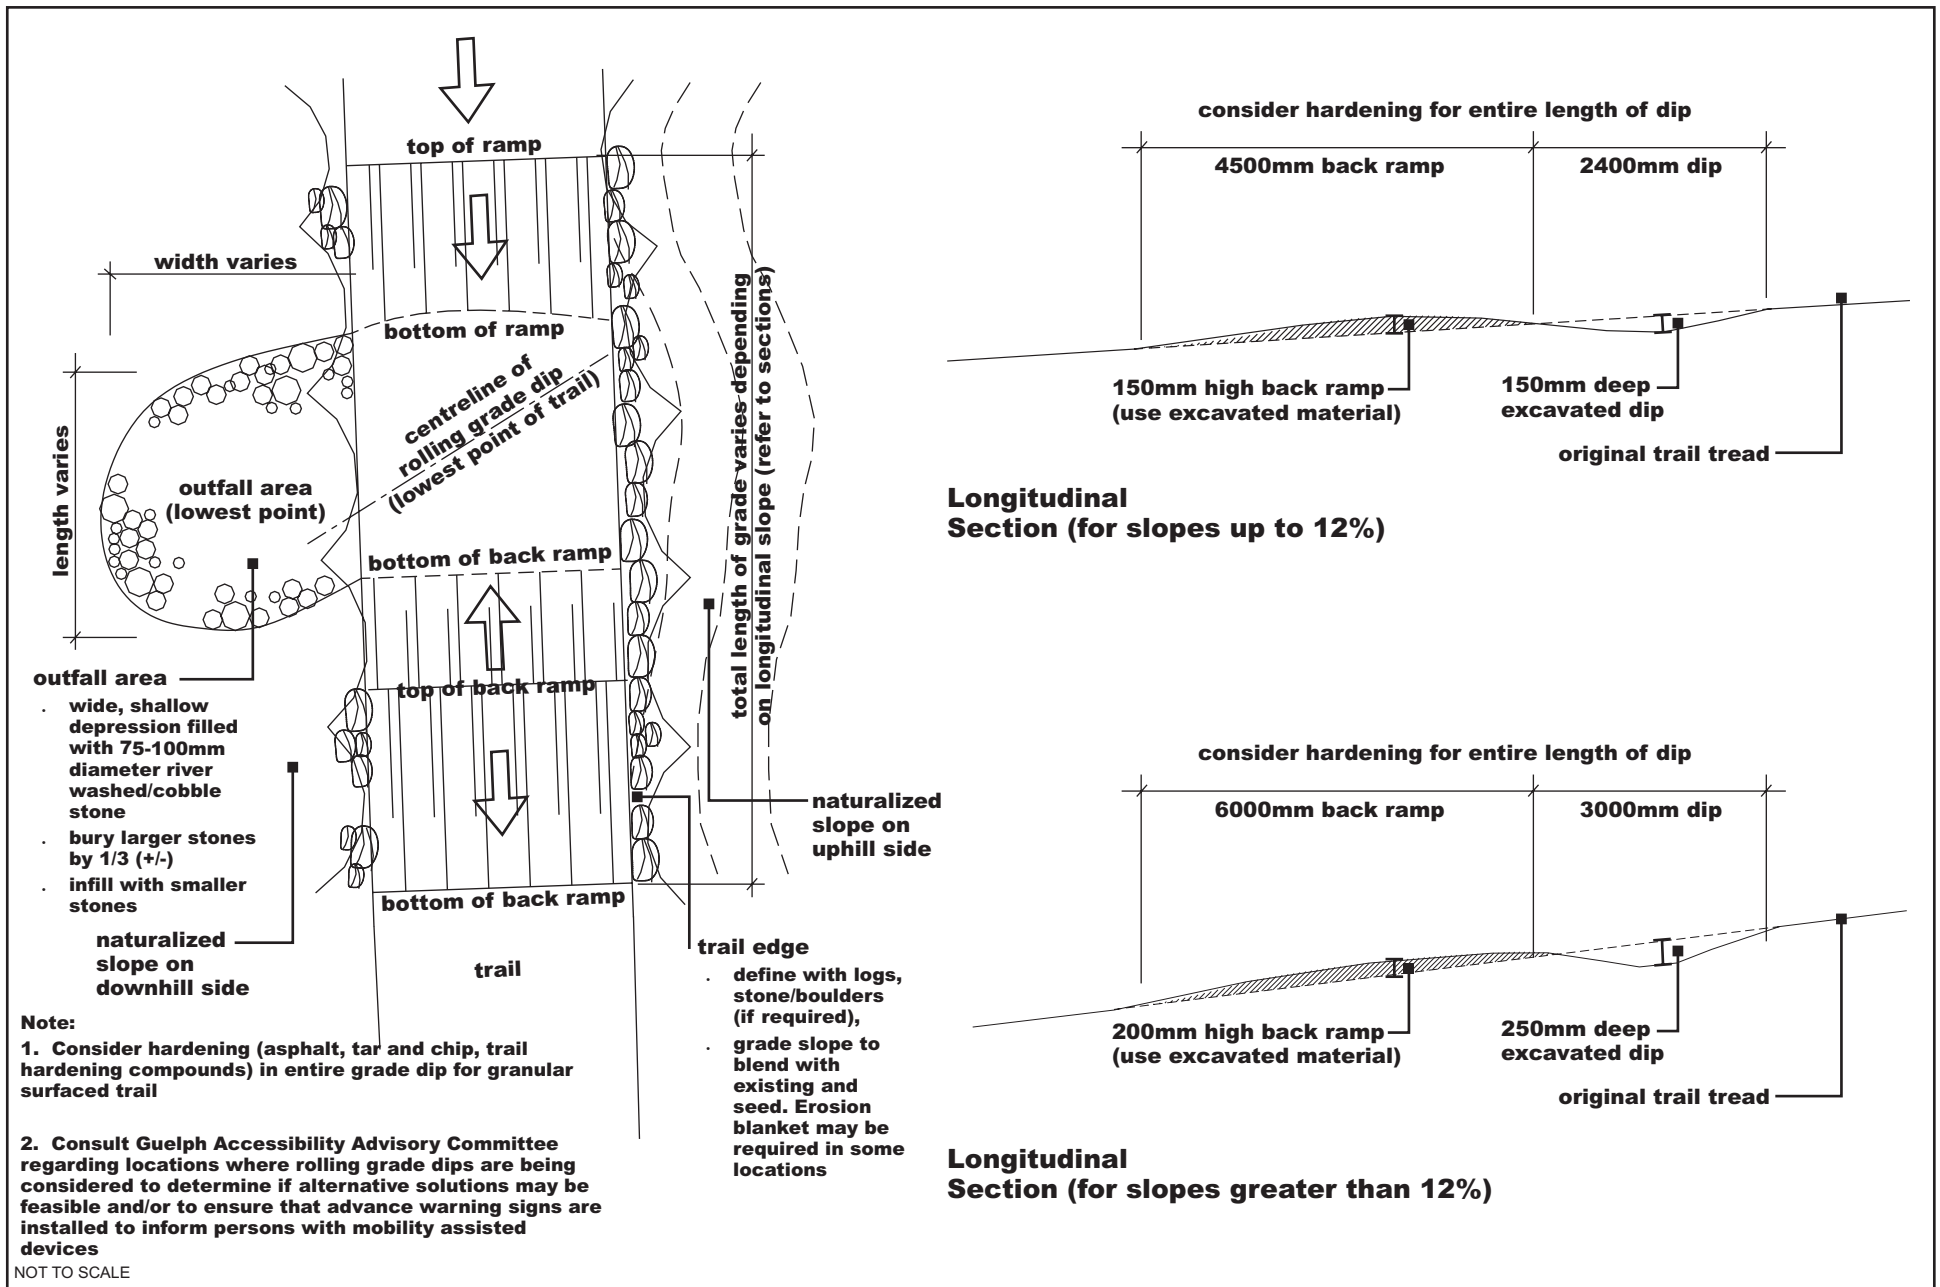 top of ramp
width varies
bottom of ramp
centreline of
rolling grade dip
(lowest point of trail)
length varies
outfall area
(lowest point)
bottom of back ramp
top of back ramp
bottom of back ramp
trail
total length of grade varies depending
on longitudinal slope (refer to sections)
outfall area
. wide, shallow
depression filled
with 75-100mm
diameter river
washed/cobble
stone
. bury larger stones
by 1/3 (+/-)
. infill with smaller
stones
naturalized
slope on
downhill side
naturalized
slope on
uphill side
trail edge
. define with logs,
stone/boulders
(if required),
. grade slope to
blend with
existing and
seed. Erosion
blanket may be
required in some
locations
Note:
1. Consider hardening (asphalt, tar and chip, trail
hardening compounds) in entire grade dip for granular
surfaced trail
2. Consult Guelph Accessibility Advisory Committee
regarding locations where rolling grade dips are being
considered to determine if alternative solutions may be
feasible and/or to ensure that advance warning signs are
installed to inform persons with mobility assisted
devices
NOT TO SCALE
consider hardening for entire length of dip
4500mm back ramp
2400mm dip
150mm high back ramp
(use excavated material)
150mm deep
excavated dip
original trail tread
Longitudinal
Section (for slopes up to 12%)
consider hardening for entire length of dip
6000mm back ramp
3000mm dip
200mm high back ramp
(use excavated material)
250mm deep
excavated dip
original trail tread
Longitudinal
Section (for slopes greater than 12%)